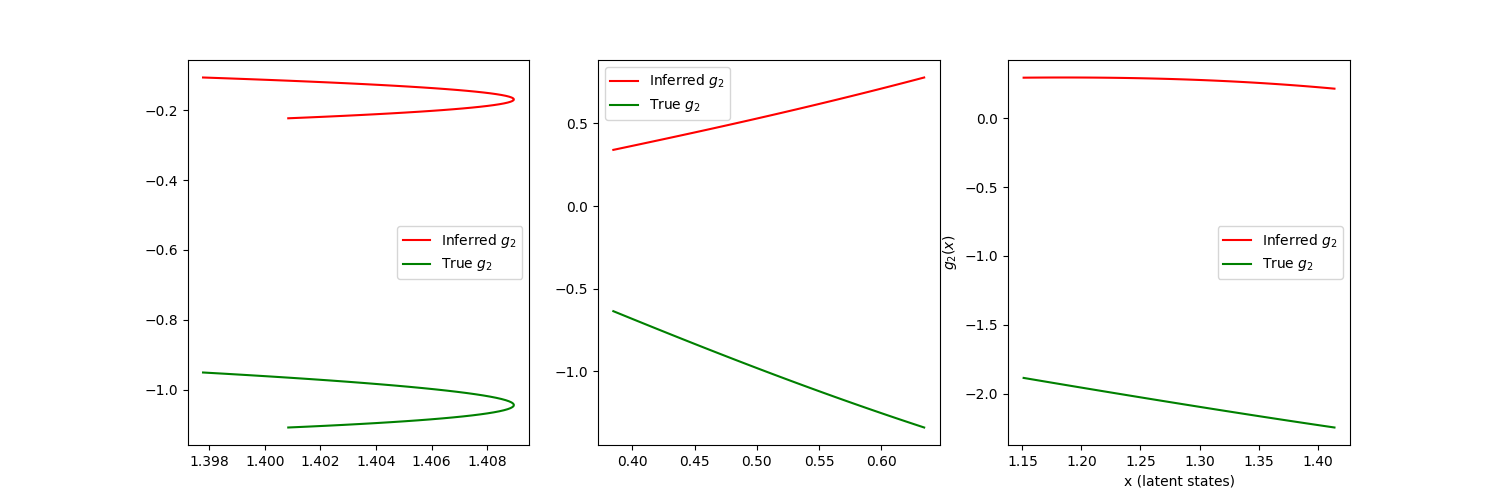 −0.2
−0.4
−0.6
−0.8
−1.0
1.398 1.400 1.402 1.404 1.406 1.408
Inferred g₂
True g₂
0.5
0.0
−0.5
−1.0
0.40 0.45 0.50 0.55 0.60
Inferred g₂
True g₂
g₂(x)
0.0
−0.5
−1.0
−1.5
−2.0
1.15 1.20 1.25 1.30 1.35 1.40
x (latent states)
Inferred g₂
True g₂